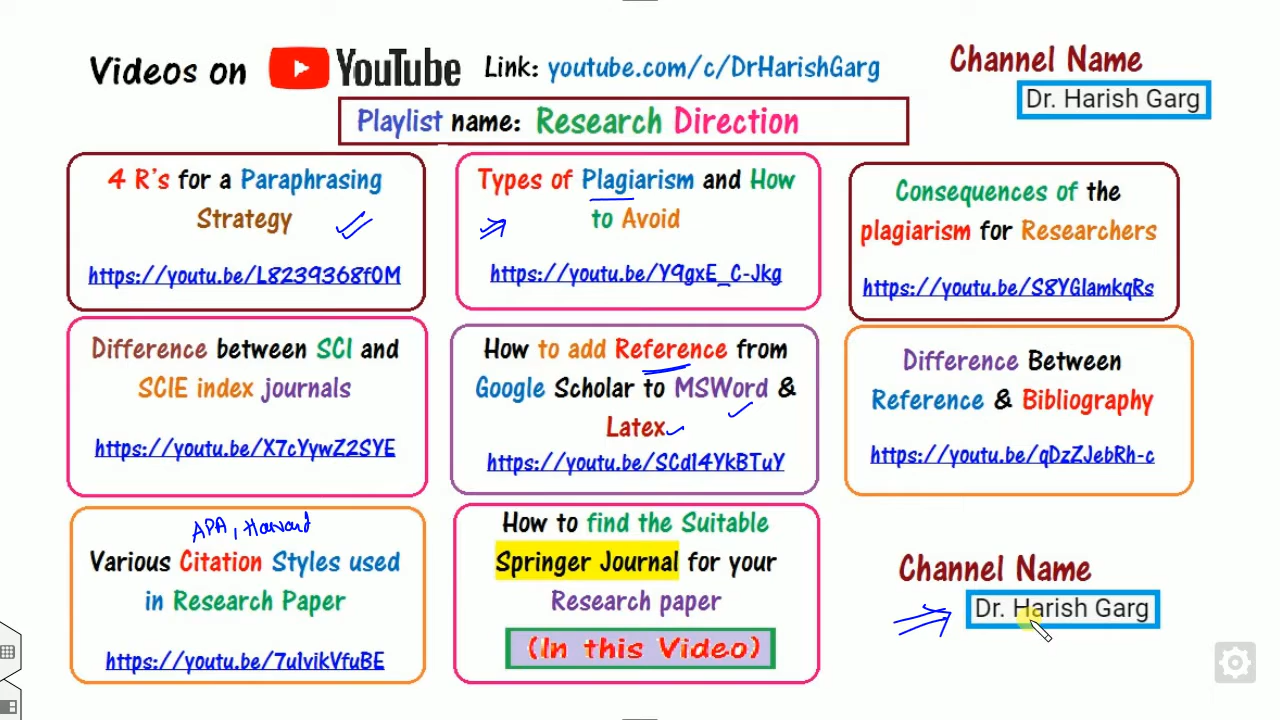 Videos on YouTube Link: youtube.com/c/DrHarishGarg
Channel Name
Dr. Harish Garg
Playlist name: Research Direction
4 R's for a Paraphrasing
Strategy
https://youtu.be/L8239368f0M
Types of Plagiarism and How
to Avoid
https://youtu.be/Y9gxE_C-Jkg
Consequences of the
plagiarism for Researchers
https://youtu.be/S8YGlamkqRs
Difference between SCI and
SCIE index journals
https://youtu.be/X7cYywZ2SYE
How to add Reference from
Google Scholar to MSWord &
Latex
https://youtu.be/SCd14YkBTuY
Difference Between
Reference & Bibliography
https://youtu.be/qDzZJebRh-c
APA, Harvard
Various Citation Styles used
in Research Paper
https://youtu.be/7u1vikVfuBE
How to find the Suitable
Springer Journal for your
Research paper
(In this Video)
Channel Name
Dr. Harish Garg